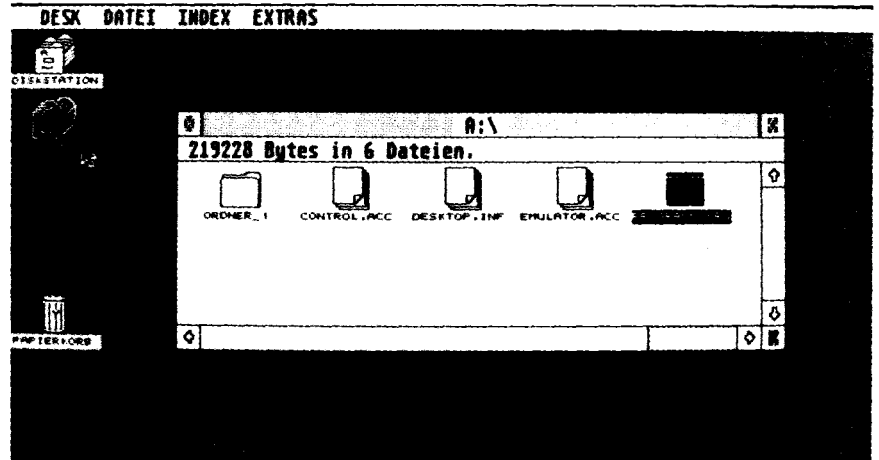 DESK DATEI INDEX EXTRAS
DISKSTATION
A:\
219228 Bytes in 6 Dateien.
ORDNER_1 CONTROL.ACC DESKTOP.INF EMULATOR.ACC
PAPIERKORB